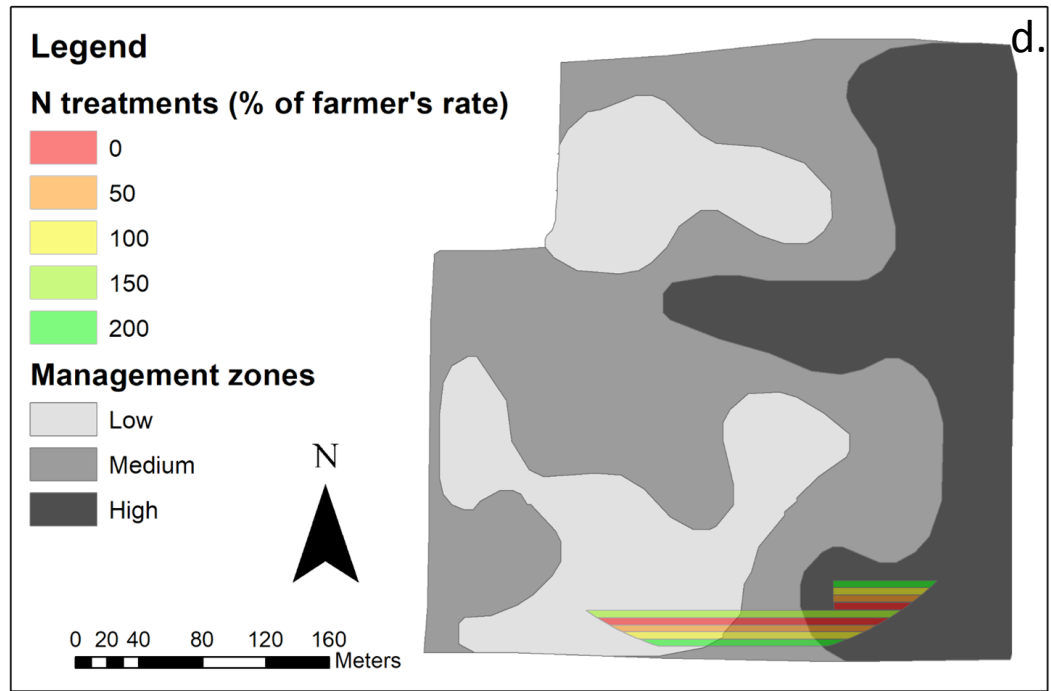 d.
Legend
N treatments (% of farmer's rate)
0
50
100
150
200
Management zones
Low
Medium
High
N
0 20 40 80 120 160
Meters